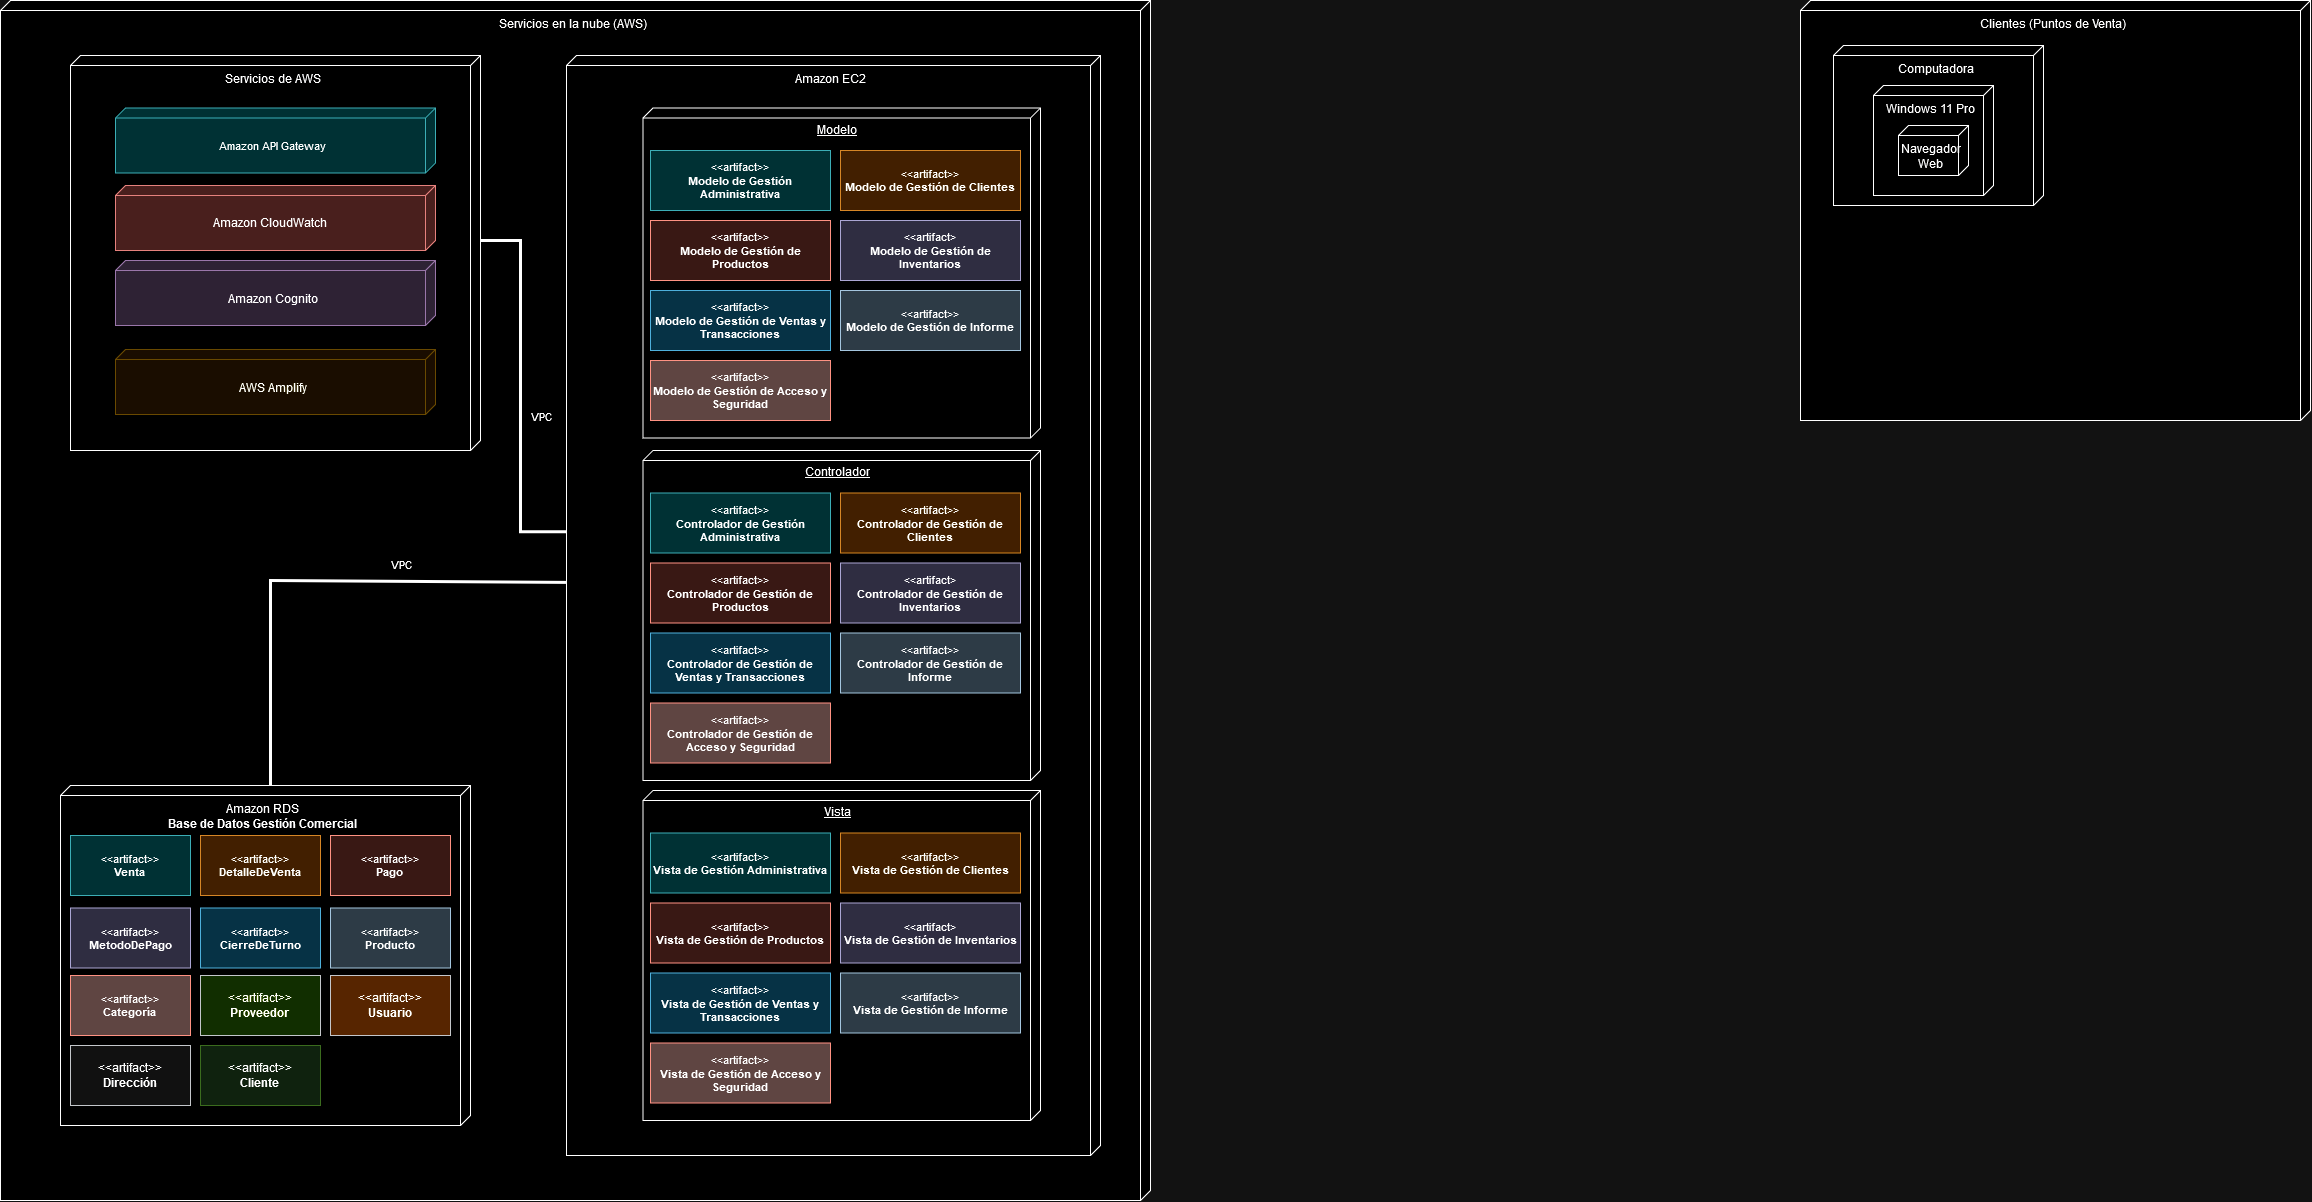 Servicios en la nube (AWS)
Servicios de AWS
Amazon API Gateway
Amazon CloudWatch
Amazon Cognito
AWS Amplify
VPC
VPC
Amazon RDS
Base de Datos Gestión Comercial
<<artifact>>
Venta
<<artifact>>
DetalleDeVenta
<<artifact>>
Pago
<<artifact>>
MetodoDePago
<<artifact>>
CierreDeTurno
<<artifact>>
Producto
<<artifact>>
Categoría
<<artifact>>
Proveedor
<<artifact>>
Usuario
<<artifact>>
Dirección
<<artifact>>
Cliente
Amazon EC2
Modelo
<<artifact>>
Modelo de Gestión
Administrativa
<<artifact>>
Modelo de Gestión de Clientes
<<artifact>>
Modelo de Gestión de
Productos
<<artifact>
Modelo de Gestión de
Inventarios
<<artifact>>
Modelo de Gestión de Ventas y
Transacciones
<<artifact>>
Modelo de Gestión de Informe
<<artifact>>
Modelo de Gestión de Acceso y
Seguridad
Controlador
<<artifact>>
Controlador de Gestión
Administrativa
<<artifact>>
Controlador de Gestión de
Clientes
<<artifact>>
Controlador de Gestión de
Productos
<<artifact>
Controlador de Gestión de
Inventarios
<<artifact>>
Controlador de Gestión de
Ventas y Transacciones
<<artifact>>
Controlador de Gestión de
Informe
<<artifact>>
Controlador de Gestión de
Acceso y Seguridad
Vista
<<artifact>>
Vista de Gestión Administrativa
<<artifact>>
Vista de Gestión de Clientes
<<artifact>>
Vista de Gestión de Productos
<<artifact>
Vista de Gestión de Inventarios
<<artifact>>
Vista de Gestión de Ventas y
Transacciones
<<artifact>>
Vista de Gestión de Informe
<<artifact>>
Vista de Gestión de Acceso y
Seguridad
Clientes (Puntos de Venta)
Computadora
Windows 11 Pro
Navegador
Web